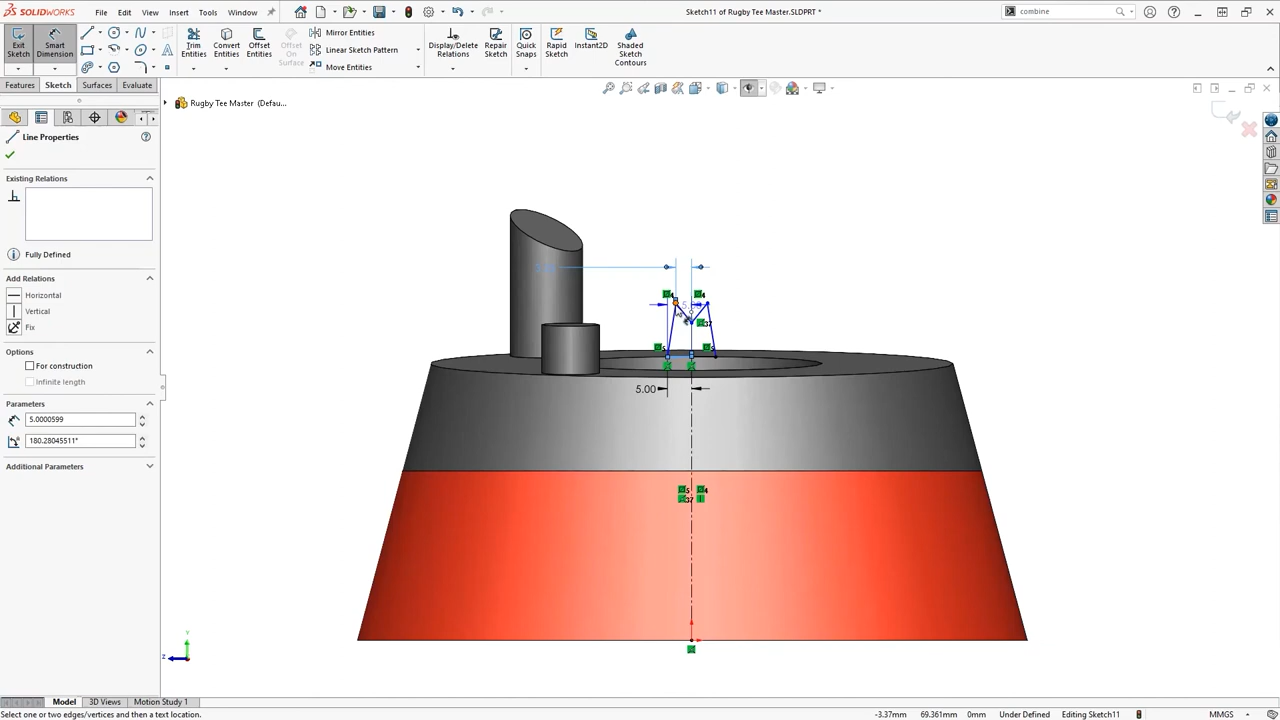 SOLIDWORKS
File
Edit
View
Insert
Tools
Window
Sketch11 of Rugby Tee Master.SLDPRT *
combine
Exit Sketch
Smart Dimension
Trim Entities
Convert Entities
Offset Entities
Offset On Surface
Mirror Entities
Linear Sketch Pattern
Move Entities
Display/Delete Relations
Repair Sketch
Quick Snaps
Rapid Sketch
Instant2D
Shaded Sketch Contours
Features
Sketch
Surfaces
Evaluate
Rugby Tee Master (Defau...
Line Properties
Existing Relations
Fully Defined
Add Relations
Horizontal
Vertical
Fix
Options
For construction
Infinite length
Parameters
5.0000599
180.28045511°
Additional Parameters
5.00
Y
Z
Model
3D Views
Motion Study 1
Select one or two edges/vertices and then a text location.
-3.37mm
69.361mm
0mm
Under Defined
Editing Sketch11
MMGS